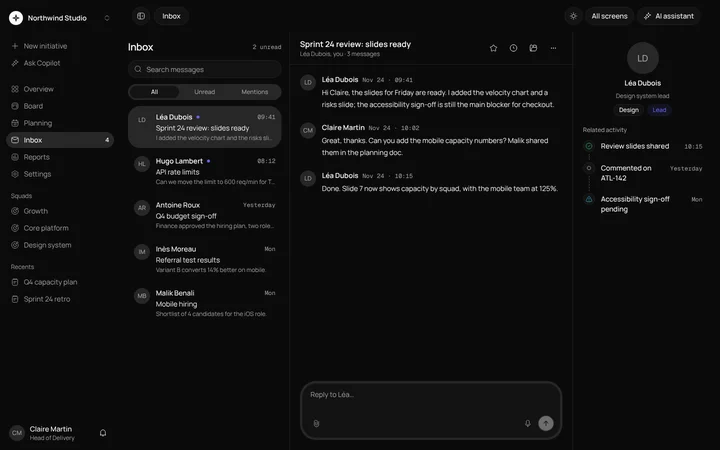 Northwind Studio
New initiative
Ask Copilot
Overview
Board
Planning
Inbox 4
Reports
Settings
Squads
Growth
Core platform
Design system
Recents
Q4 capacity plan
Sprint 24 retro
CM
Claire Martin
Head of Delivery
Inbox
All screens
AI assistant
Inbox
2 unread
Search messages
All
Unread
Mentions
LD
Léa Dubois 09:41
Sprint 24 review: slides ready
I added the velocity chart and the risks sli…
HL
Hugo Lambert 08:12
API rate limits
Can we move the limit to 600 req/min for T…
AR
Antoine Roux Yesterday
Q4 budget sign-off
Finance approved the hiring plan, two role…
IM
Inès Moreau Mon
Referral test results
Variant B converts 14% better on mobile.
MB
Malik Benali Mon
Mobile hiring
Shortlist of 4 candidates for the iOS role.
Sprint 24 review: slides ready
Léa Dubois, you · 3 messages
LD
Léa Dubois Nov 24 · 09:41
Hi Claire, the slides for Friday are ready. I added the velocity chart and a
risks slide; the accessibility sign-off is still the main blocker for checkout.
CM
Claire Martin Nov 24 · 10:02
Great, thanks. Can you add the mobile capacity numbers? Malik shared
them in the planning doc.
LD
Léa Dubois Nov 24 · 10:15
Done. Slide 7 now shows capacity by squad, with the mobile team at 125%.
Reply to Léa…
LD
Léa Dubois
Design system lead
Design
Lead
Related activity
Review slides shared 10:15
Commented on Yesterday
ATL-142
Accessibility sign-off Mon
pending